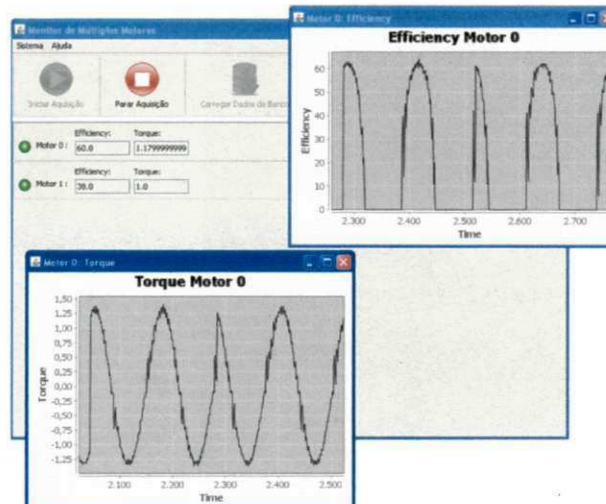 Monitor de Múltiplos Motores
Sistema Ajuda
Iniciar Aquisição
Parar Aquisição
Carregar Dados do Banco
Efficiency: Torque:
Motor 0: 60.0 1.1799999999
Efficiency: Torque:
Motor 1: 38.0 1.0
Motor 0: Efficiency
Efficiency Motor 0
Efficiency
60
50
40
30
20
10
0
2.300 2.400 2.500 2.600 2.700
Time
Motor 0: Torque
Torque Motor 0
Torque
1,50
1,25
1,00
0,75
0,50
0,25
0,00
-0,25
-0,50
-0,75
-1,00
-1,25
2.100 2.200 2.300 2.400 2.500
Time